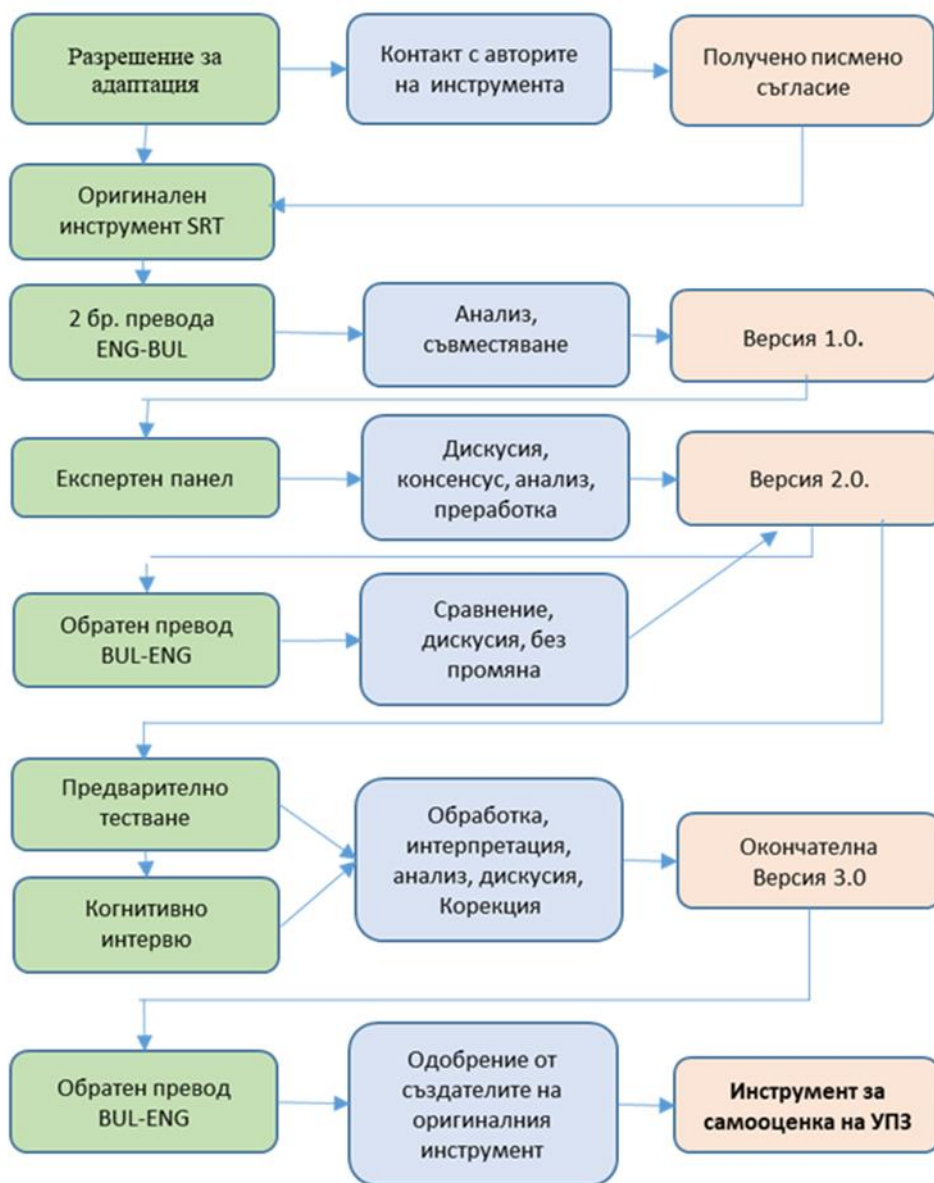 Разрешение за
адаптация
Контакт с авторите
на инструмента
Получено писмено
съгласие
Оригинален
инструмент SRT
2 бр. превода
ENG-BUL
Анализ,
съвместяване
Версия 1.0.
Експертен панел
Дискусия,
консенсус, анализ,
преработка
Версия 2.0.
Обратен превод
BUL-ENG
Сравнение,
дискусия, без
промяна
Предварително
тестване
Когнитивно
интервю
Обработка,
интерпретация,
анализ, дискусия,
Корекция
Окончателна
Версия 3.0
Обратен превод
BUL-ENG
Одобрение от
създателите на
оригиналния
инструмент
Инструмент за
самооценка на УПЗ